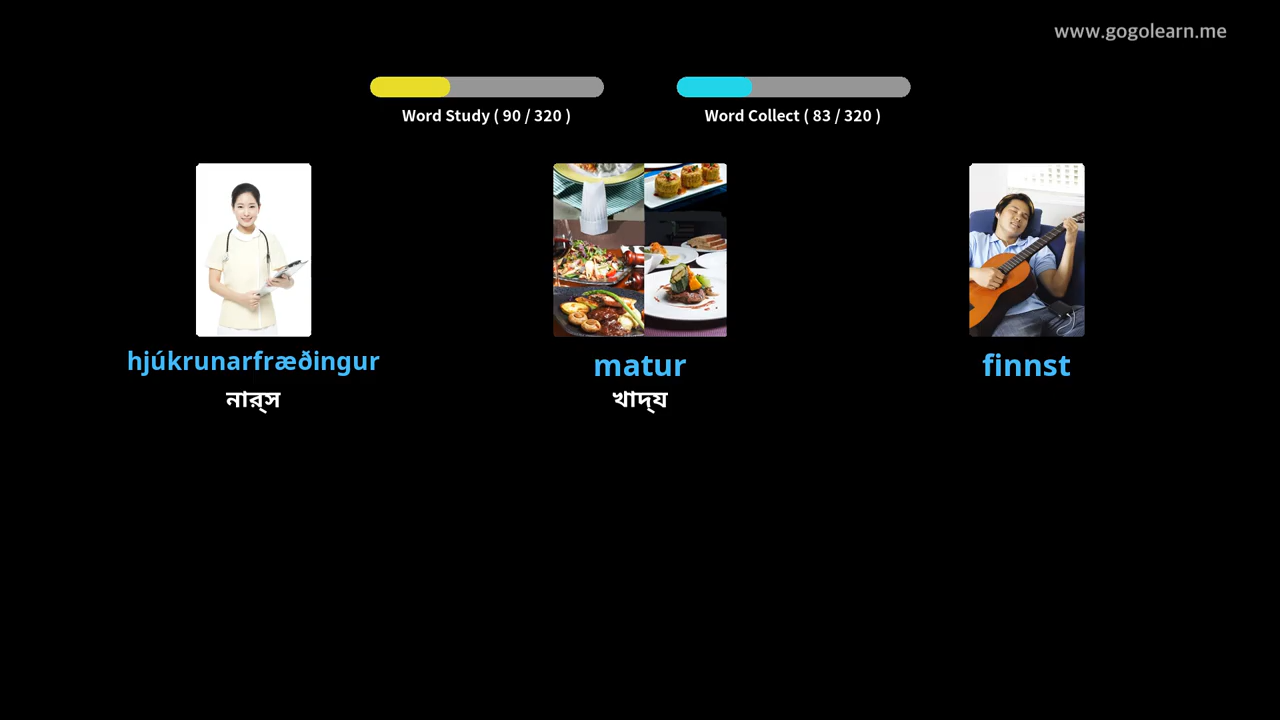 www.gogolearn.me
Word Study ( 90 / 320 )
Word Collect ( 83 / 320 )
hjúkrunarfræðingur
matur
finnst
নার্স
খাদ্য